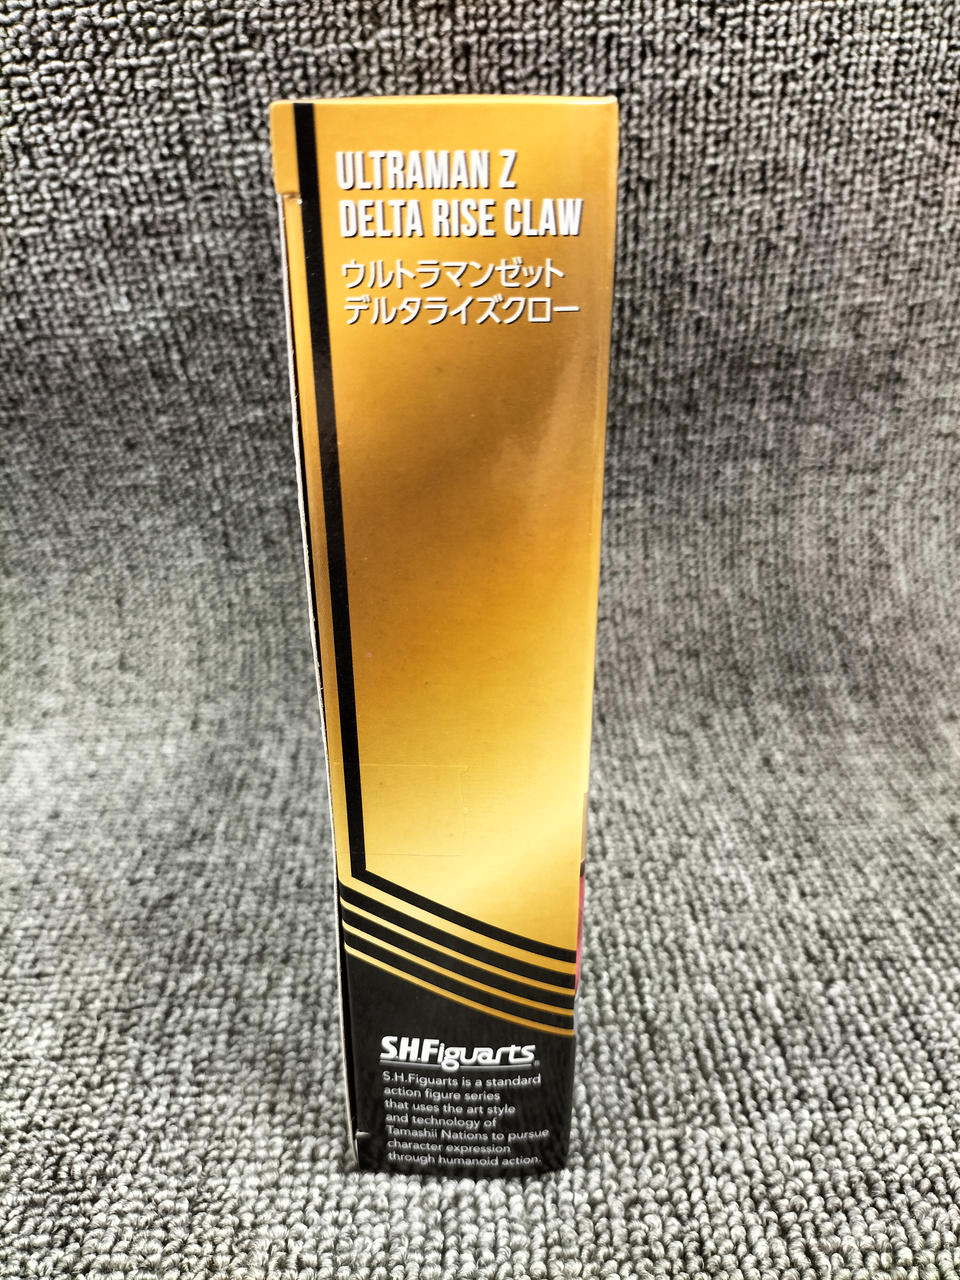 ULTRAMAN Z
DELTA RISE CLAW
ウルトラマンゼット
デルタライズクロー
S.H.Figuarts
S.H.Figuarts is a standard
action figure series
that uses the art style
and technology of
Tamashii Nations to pursue
character expression
through humanoid action.